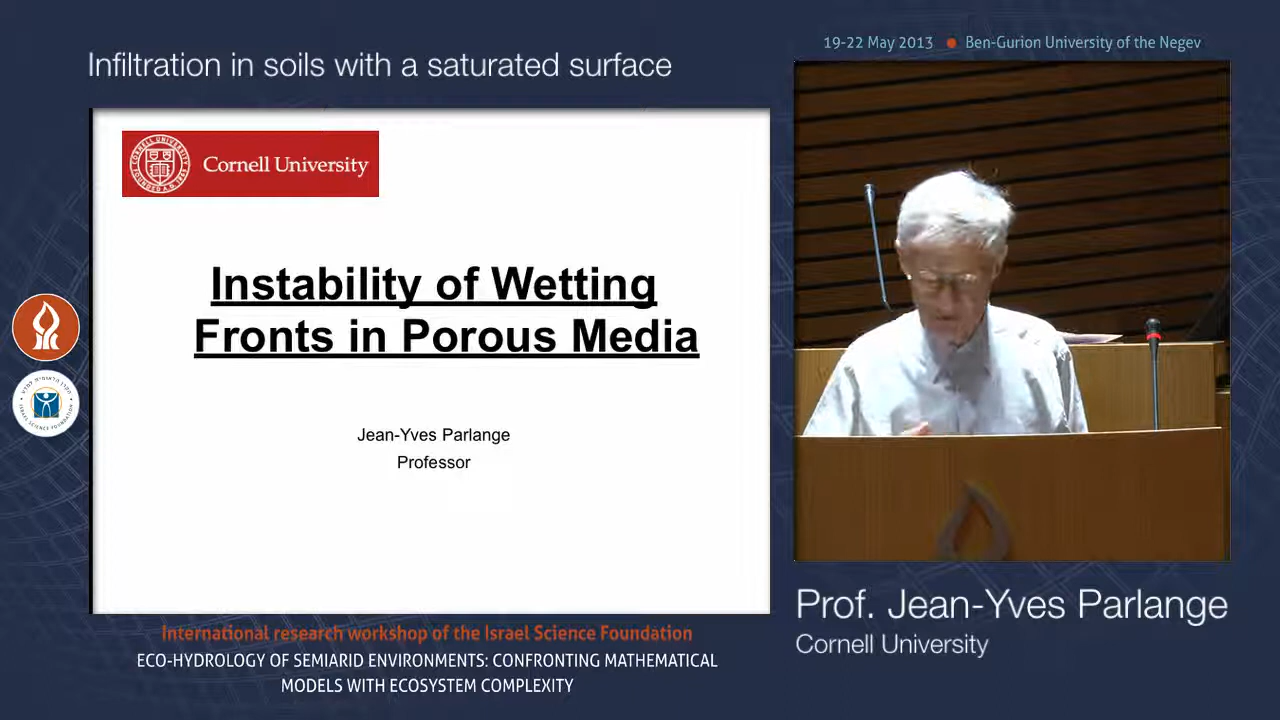 Infiltration in soils with a saturated surface
19-22 May 2013 ● Ben-Gurion University of the Negev
Cornell University
Instability of Wetting
Fronts in Porous Media
Jean-Yves Parlange
Professor
Prof. Jean-Yves Parlange
Cornell University
International research workshop of the Israel Science Foundation
ECO-HYDROLOGY OF SEMIARID ENVIRONMENTS: CONFRONTING MATHEMATICAL
MODELS WITH ECOSYSTEM COMPLEXITY